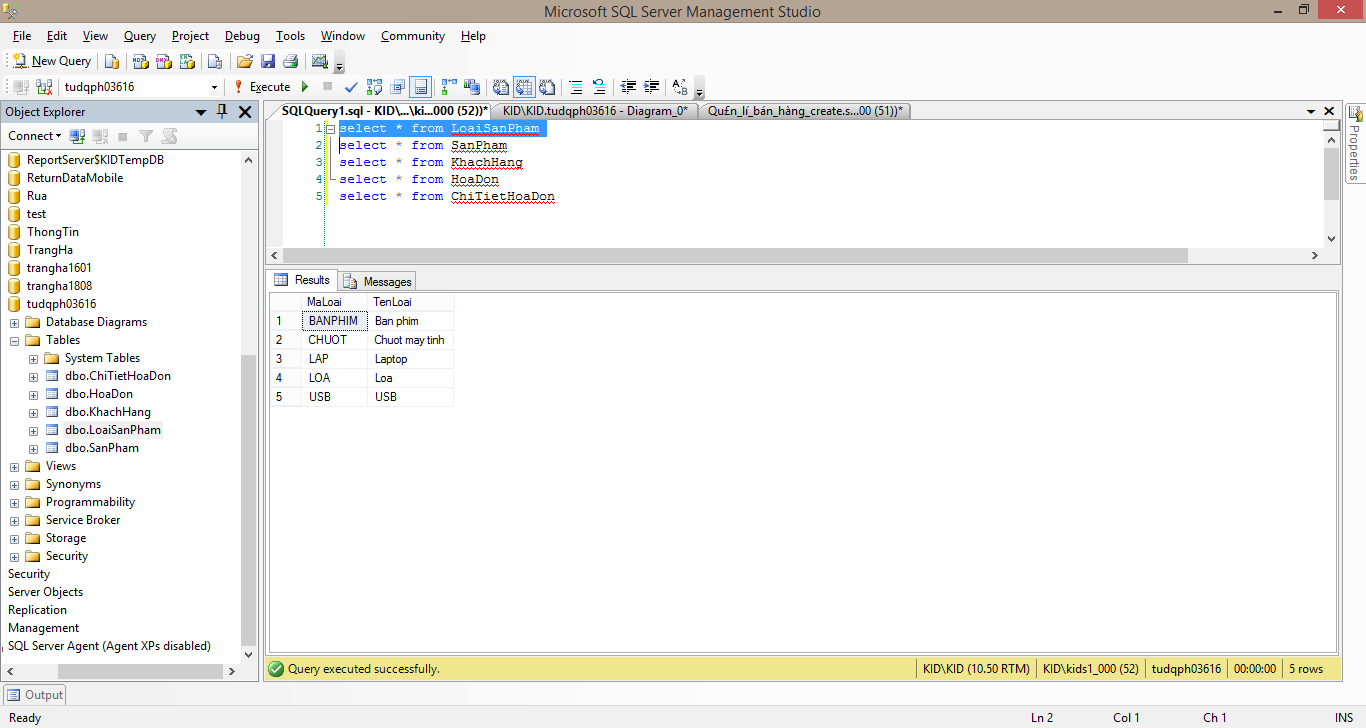 Microsoft SQL Server Management Studio
File Edit View Query Project Debug Tools Window Community Help
New Query
tudqph03616 Execute
Object Explorer
Connect
ReportServer$KIDTempDB
ReturnDataMobile
Rua
test
ThongTin
TrangHa
trangha1601
trangha1808
tudqph03616
Database Diagrams
Tables
System Tables
dbo.ChiTietHoaDon
dbo.HoaDon
dbo.KhachHang
dbo.LoaiSanPham
dbo.SanPham
Views
Synonyms
Programmability
Service Broker
Storage
Security
Security
Server Objects
Replication
Management
SQL Server Agent (Agent XPs disabled)
SQLQuery1.sql - KID\...\ki...000 (52))* KID\KID.tudqph03616 - Diagram_0* Qu£n_lí_bán_hàng_create.s...00 (51))*
1 select * from LoaiSanPham
2 select * from SanPham
3 select * from KhachHang
4 select * from HoaDon
5 select * from ChiTietHoaDon
Results Messages
MaLoai TenLoai
1 BANPHIM Ban phim
2 CHUOT Chuot may tinh
3 LAP Laptop
4 LOA Loa
5 USB USB
Query executed successfully. KID\KID (10.50 RTM) KID\kids1_000 (52) tudqph03616 00:00:00 5 rows
Properties
Output
Ready Ln 2 Col 1 Ch 1 INS